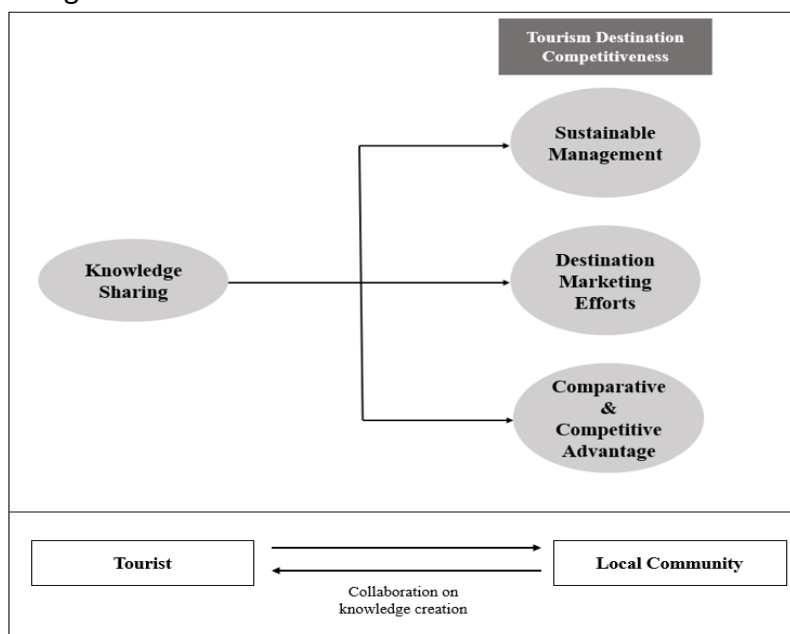 Tourism Destination
Competitiveness
Sustainable
Management
Knowledge
Sharing
Destination
Marketing
Efforts
Comparative
&
Competitive
Advantage
Tourist
Local Community
Collaboration on
knowledge creation